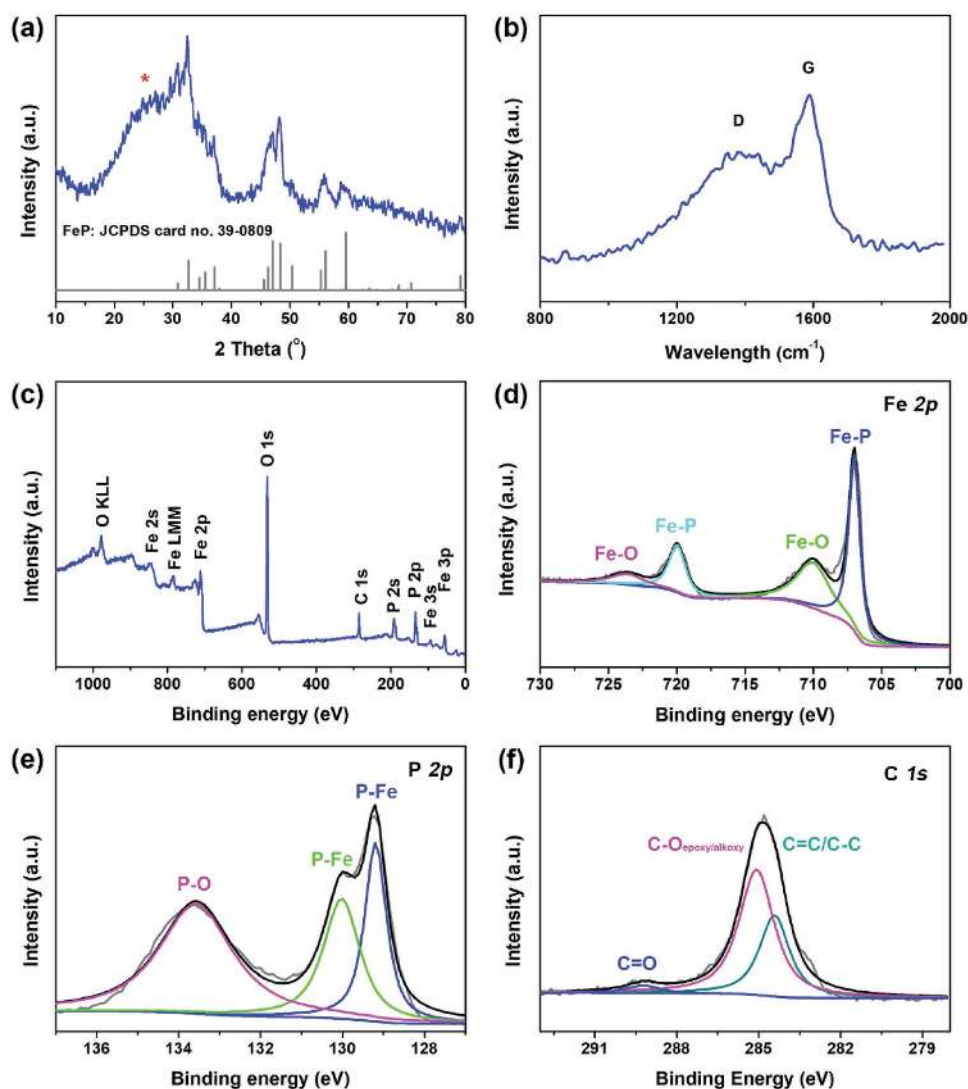 (a)
*
Intensity (a.u.)
FeP: JCPDS card no. 39-0809
10 20 30 40 50 60 70 80
2 Theta (°)
(b)
D
G
Intensity (a.u.)
800 1200 1600 2000
Wavelength (cm⁻¹)
(c)
Intensity (a.u.)
O KLL
Fe 2s
Fe LMM
Fe 2p
O 1s
C 1s
P 2s
P 2p
Fe 3s
Fe 3p
1000 800 600 400 200 0
Binding energy (eV)
(d)
Fe 2p
Intensity (a.u.)
Fe-O
Fe-P
Fe-O
Fe-P
730 725 720 715 710 705 700
Binding energy (eV)
(e)
P 2p
Intensity (a.u.)
P-O
P-Fe
P-Fe
136 134 132 130 128
Binding energy (eV)
(f)
C 1s
Intensity (a.u.)
C=O
C-Oepoxy/alkoxy
C=C/C-C
291 288 285 282 279
Binding Energy (eV)